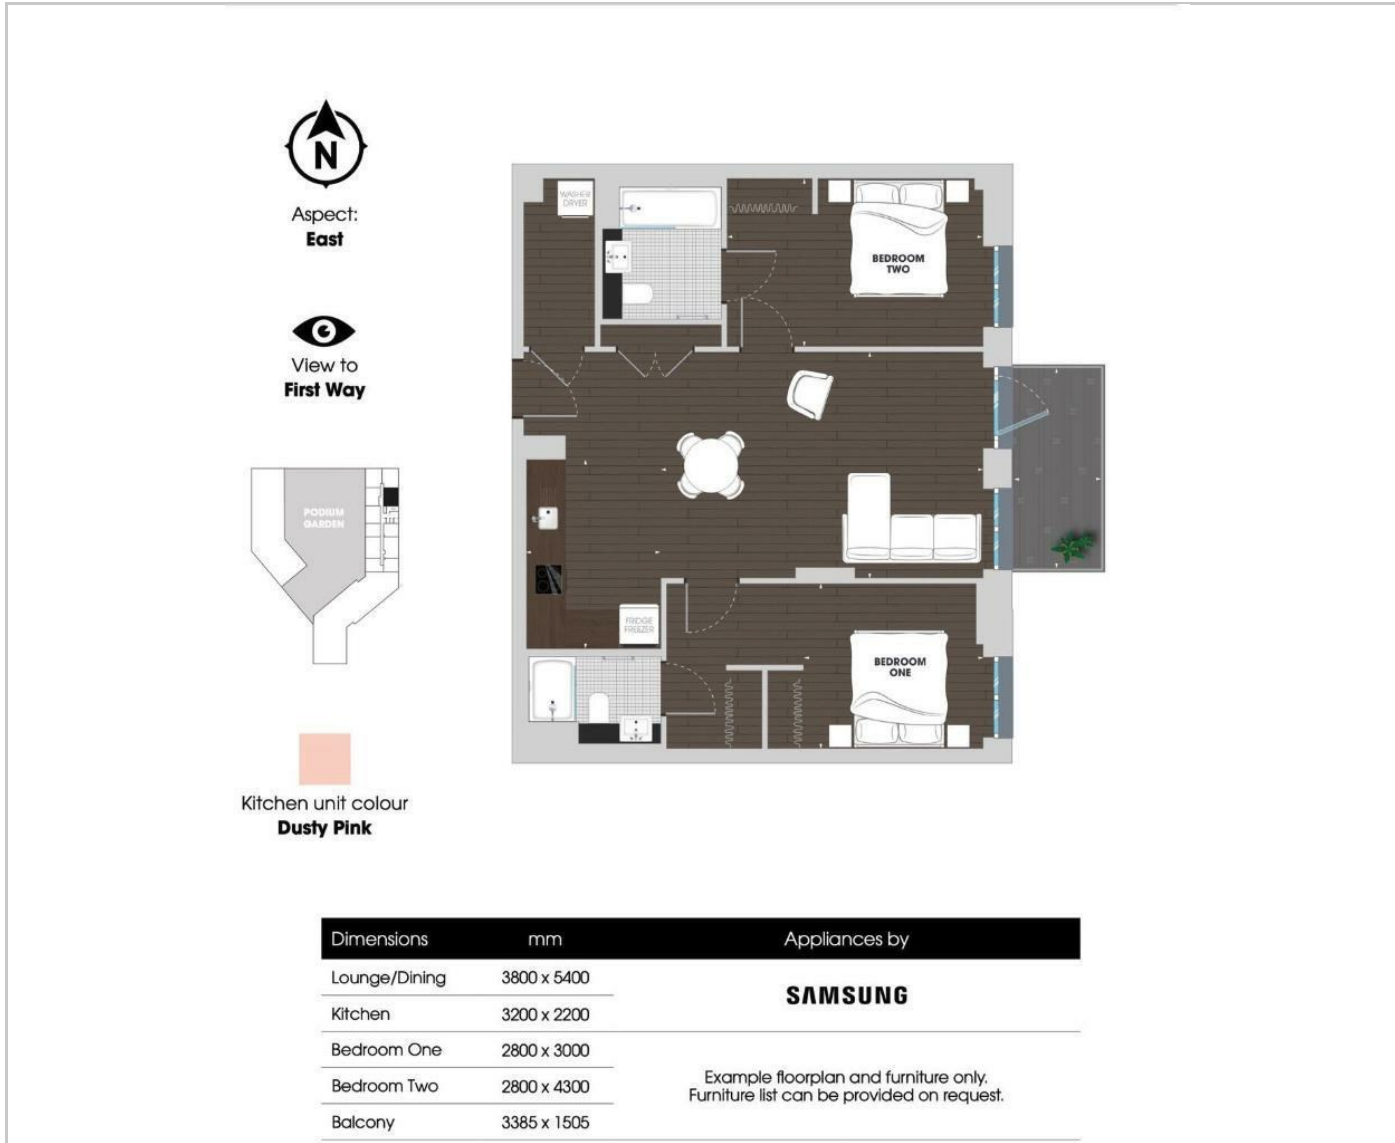 N
Aspect:
East
View to
First Way
PODIUM
GARDEN
Kitchen unit colour
Dusty Pink
WASHER
DRYER
BEDROOM
TWO
FRIDGE
FREEZER
BEDROOM
ONE
Dimensions mm Appliances by
Lounge/Dining 3800 x 5400
SAMSUNG
Kitchen 3200 x 2200
Bedroom One 2800 x 3000
Example floorplan and furniture only.
Bedroom Two 2800 x 4300
Furniture list can be provided on request.
Balcony 3385 x 1505